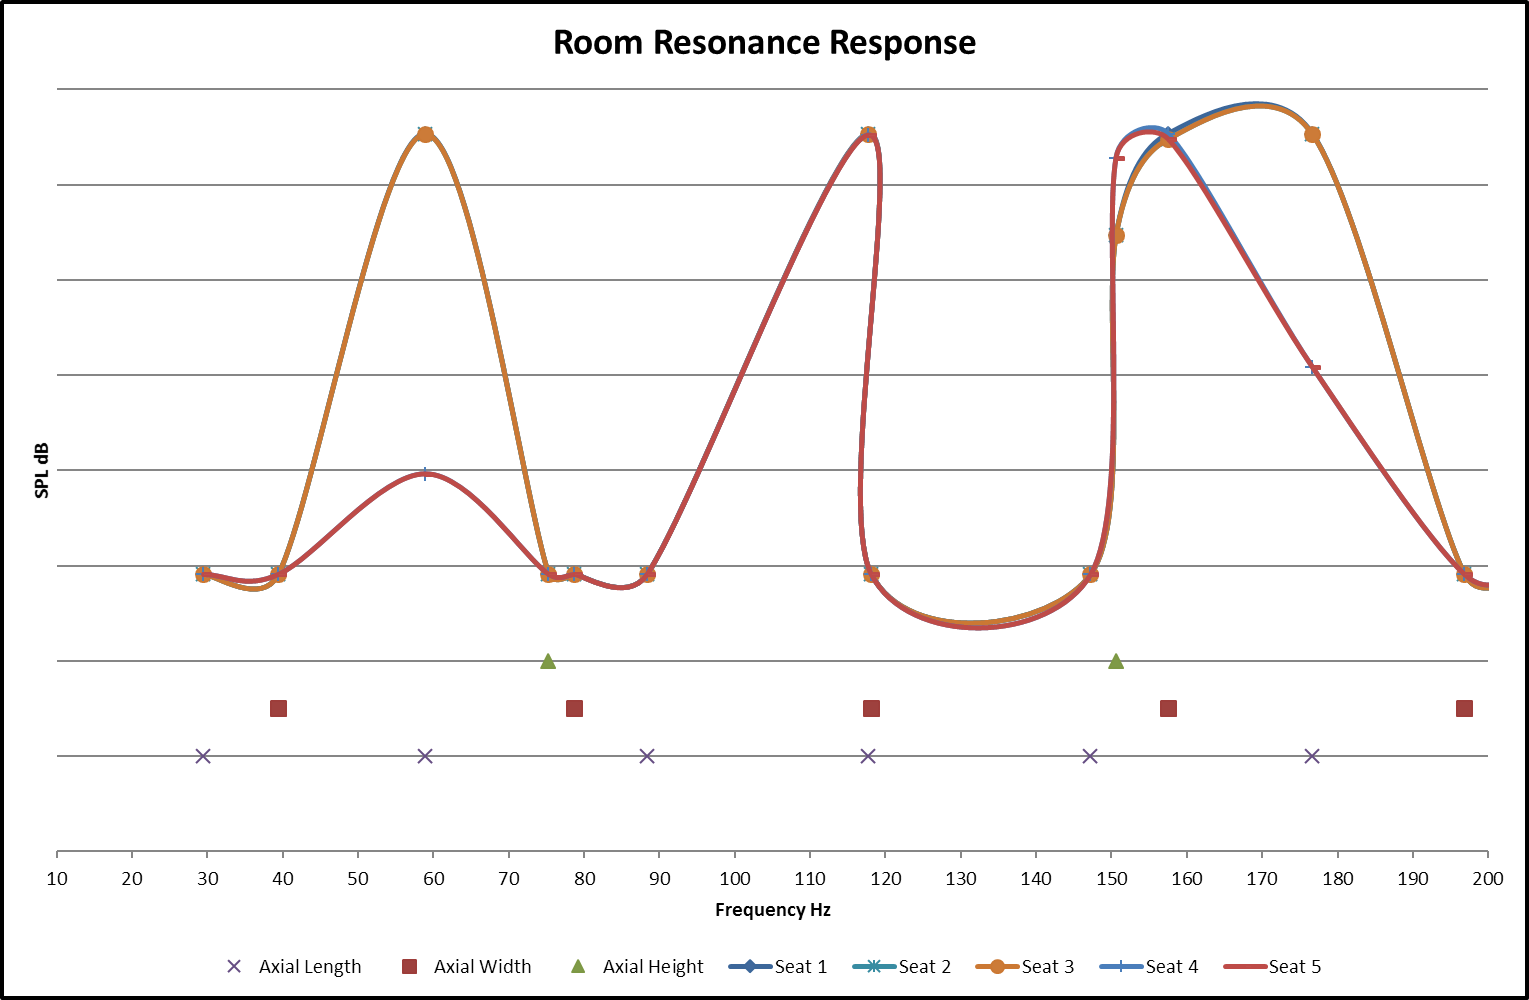 Room Resonance Response
SPL dB
10 20 30 40 50 60 70 80 90 100 110 120 130 140 150 160 170 180 190 200
Frequency Hz
Axial Length Axial Width Axial Height Seat 1 Seat 2 Seat 3 Seat 4 Seat 5